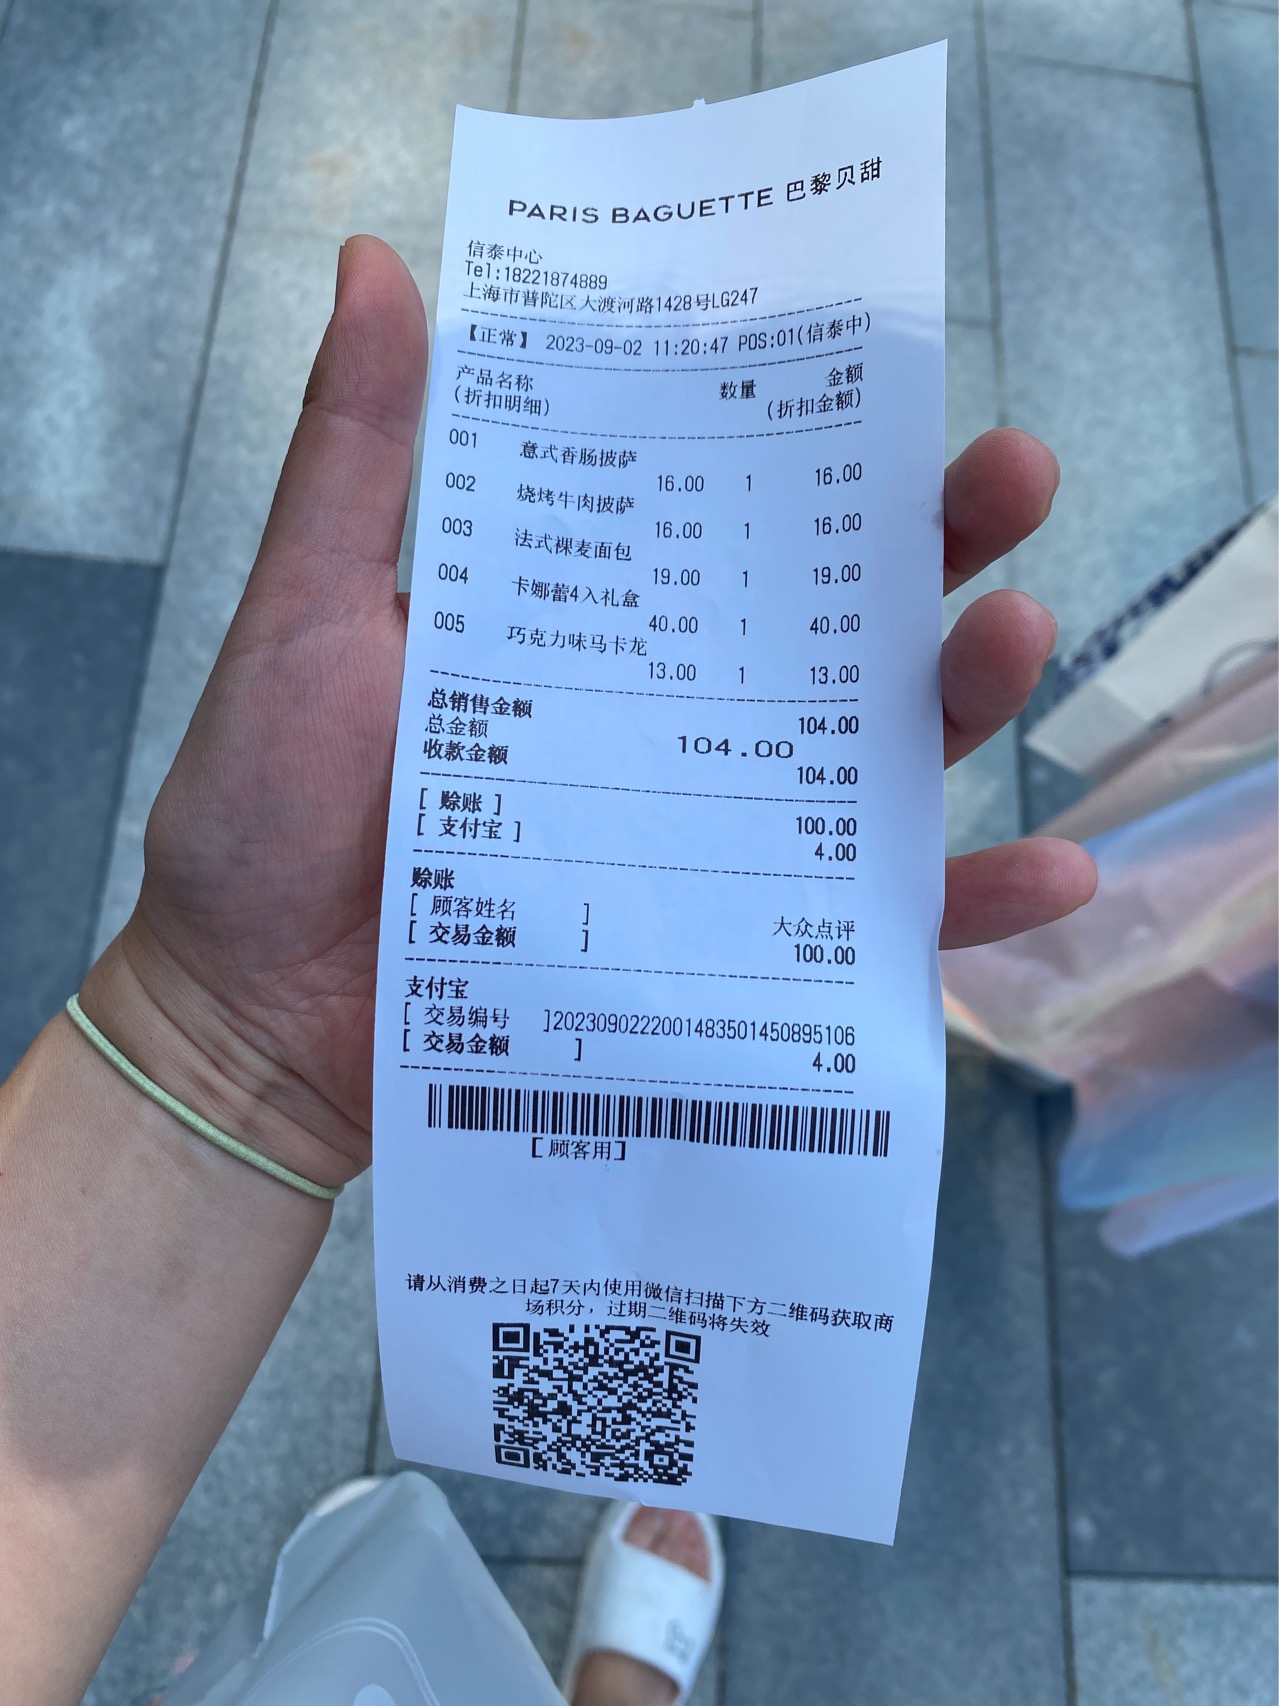 PARIS BAGUETTE 巴黎贝甜
信泰中心
Tel:18221874889
上海市普陀区大渡河路1428号LG247
【正常】 2023-09-02 11:20:47 POS:01(信泰中)
产品名称 数量 金额
(折扣明细) (折扣金额)
001 意式香肠披萨
16.00 1 16.00
002 烧烤牛肉披萨
16.00 1 16.00
003 法式裸麦面包
19.00 1 19.00
004 卡娜蕾4入礼盒
40.00 1 40.00
005 巧克力味马卡龙
13.00 1 13.00
总销售金额 104.00
总金额 104.00
收款金额 104.00
[ 赊账 ] 100.00
[ 支付宝 ] 4.00
赊账
[ 顾客姓名 ] 大众点评
[ 交易金额 ] 100.00
支付宝
[ 交易编号 ]2023090222001483501450895106
[ 交易金额 ] 4.00
[ 顾客用]
请从消费之日起7天内使用微信扫描下方二维码获取商
场积分，过期二维码将失效